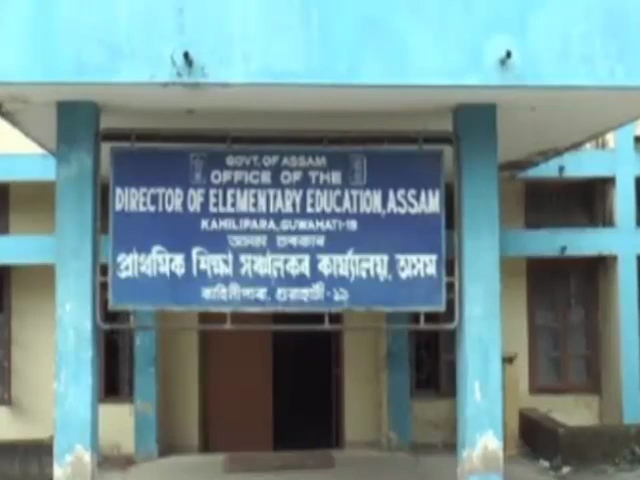 GOVT. OF ASSAM
OFFICE OF THE
DIRECTOR OF ELEMENTARY EDUCATION, ASSAM
KAHILIPARA, GUWAHATI-19
অসম চৰকাৰ
প্ৰাথমিক শিক্ষা সঞ্চালকৰ কাৰ্য্যালয়, অসম
কাহিলীপাৰা, গুৱাহাটী-১৯